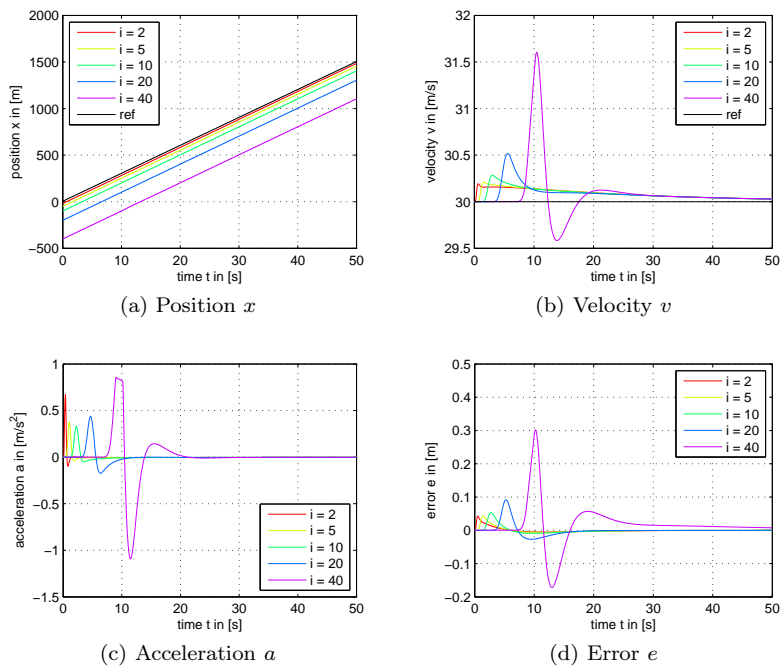 2000
1500
1000
500
0
−500
0 10 20 30 40 50
position x in [m]
time t in [s]
i = 2
i = 5
i = 10
i = 20
i = 40
ref
(a) Position x
32
31.5
31
30.5
30
29.5
0 10 20 30 40 50
velocity v in [m/s]
time t in [s]
i = 2
i = 5
i = 10
i = 20
i = 40
ref
(b) Velocity v
1
0.5
0
−0.5
−1
−1.5
0 10 20 30 40 50
acceleration a in [m/s²]
time t in [s]
i = 2
i = 5
i = 10
i = 20
i = 40
(c) Acceleration a
0.5
0.4
0.3
0.2
0.1
0
−0.1
−0.2
0 10 20 30 40 50
error e in [m]
time t in [s]
i = 2
i = 5
i = 10
i = 20
i = 40
(d) Error e